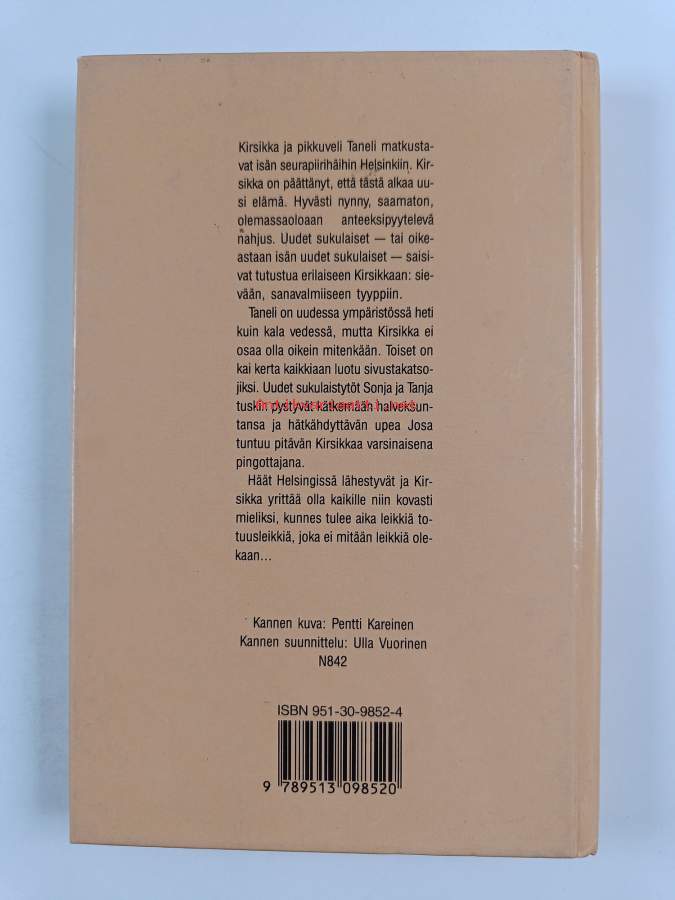 Kirsikka ja pikkuveli Taneli matkusta-
vat isän seurapiirihäihin Helsinkiin. Kir-
sikka on päättänyt, että tästä alkaa uu-
si elämä. Hyvästi nynny, saamaton,
olemassaoloaan anteeksipyytelevä
nahjus. Uudet sukulaiset — tai oike-
astaan isän uudet sukulaiset — saisi-
vat tutustua erilaiseen Kirsikkaan: sie-
vään, sanavalmiiseen tyyppiin.
Taneli on uudessa ympäristössä heti
kuin kala vedessä, mutta Kirsikka ei
osaa olla oikein mitenkään. Toiset on
kai kerta kaikkiaan luotu sivustakatso-
jiksi. Uudet sukulaistytöt Sonja ja Tanja
Antikvariaatti.net
tuskin pystyvät kätkemään halveksun-
tansa ja hätkähdyttävän upea Josa
tuntuu pitävän Kirsikkaa varsinaisena
pingottajana.
Häät Helsingissä lähestyvät ja Kir-
sikka yrittää olla kaikille niin kovasti
mieliksi, kunnes tulee aika leikkiä to-
tuusleikkiä, joka ei mitään leikkiä ole-
kaan...
Kannen kuva: Pentti Kareinen
Kannen suunnittelu: Ulla Vuorinen
N842
ISBN 951-30-9852-4
9 789513 098520